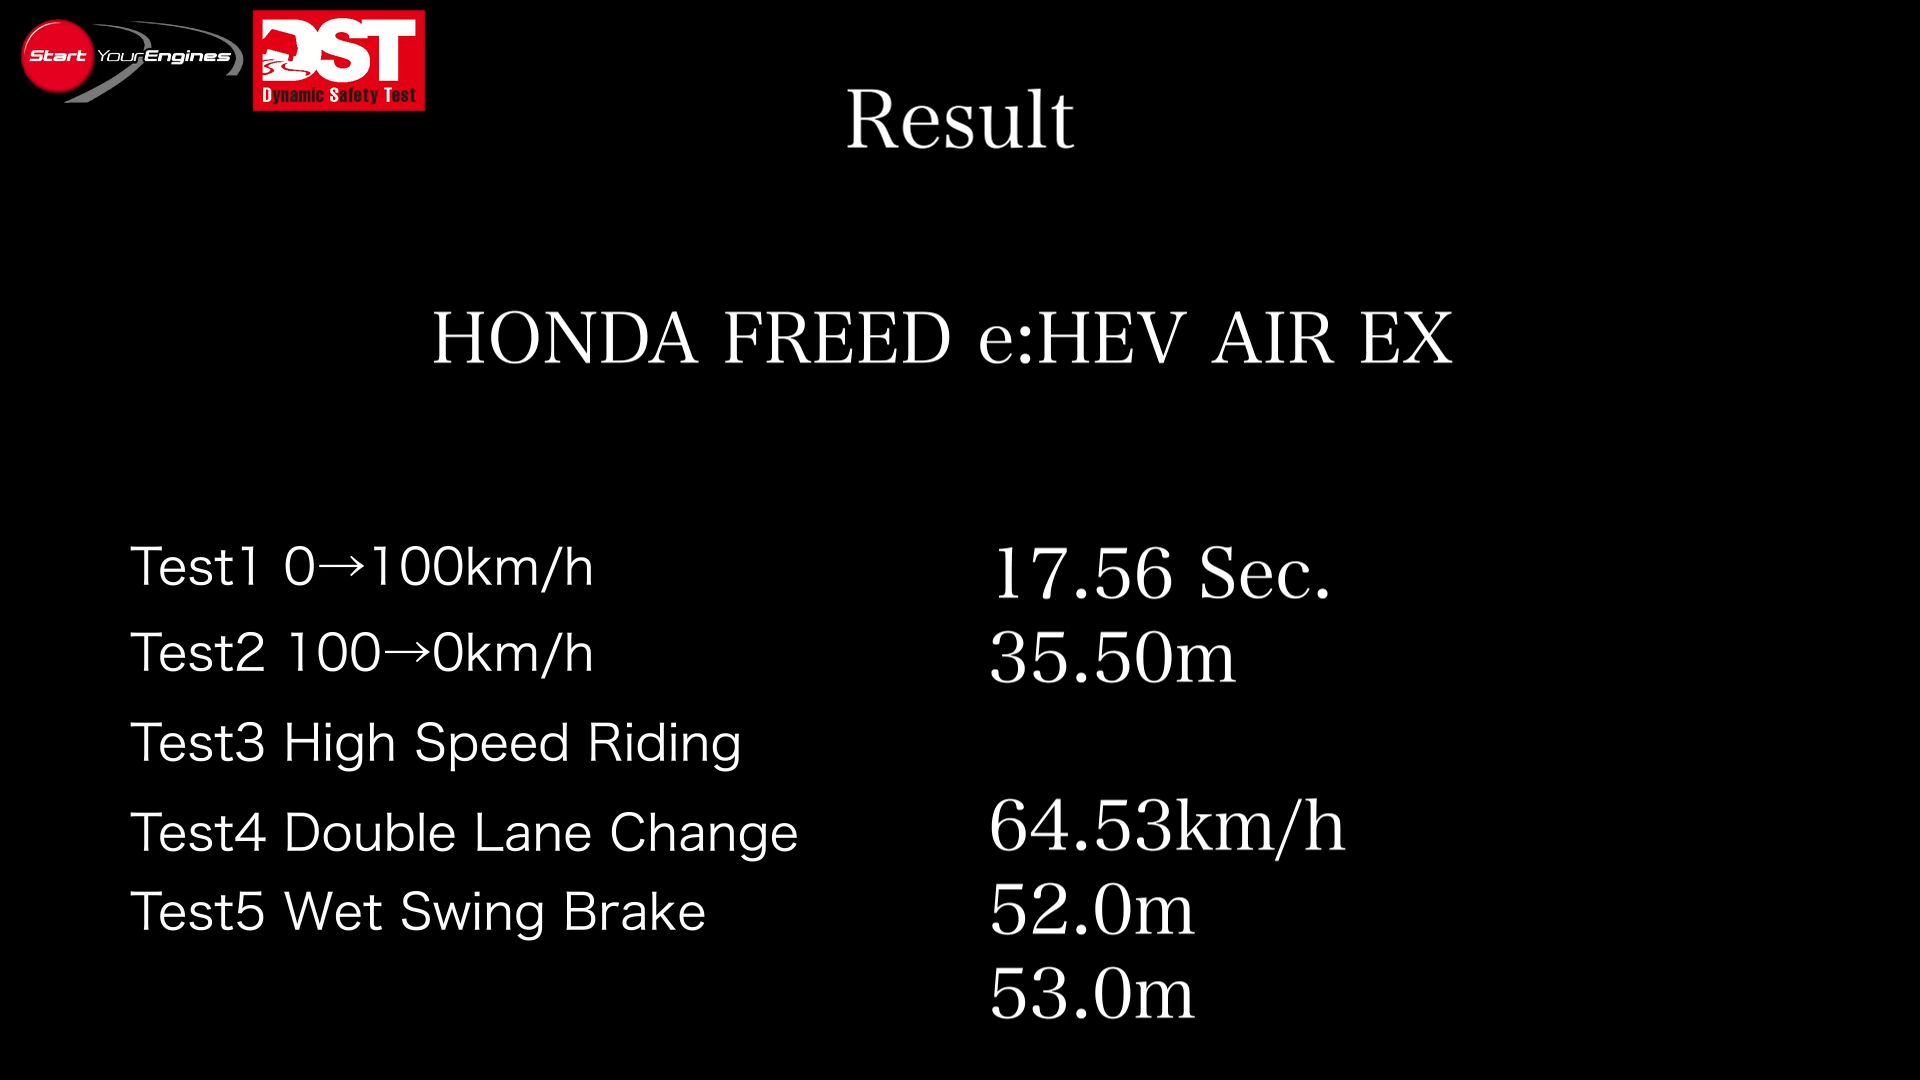 Start YourEngines
DST
Dynamic Safety Test
Result
HONDA FREED e:HEV AIR EX
Test1 0→100km/h 17.56 Sec.
Test2 100→0km/h 35.50m
Test3 High Speed Riding
Test4 Double Lane Change 64.53km/h
Test5 Wet Swing Brake 52.0m
53.0m